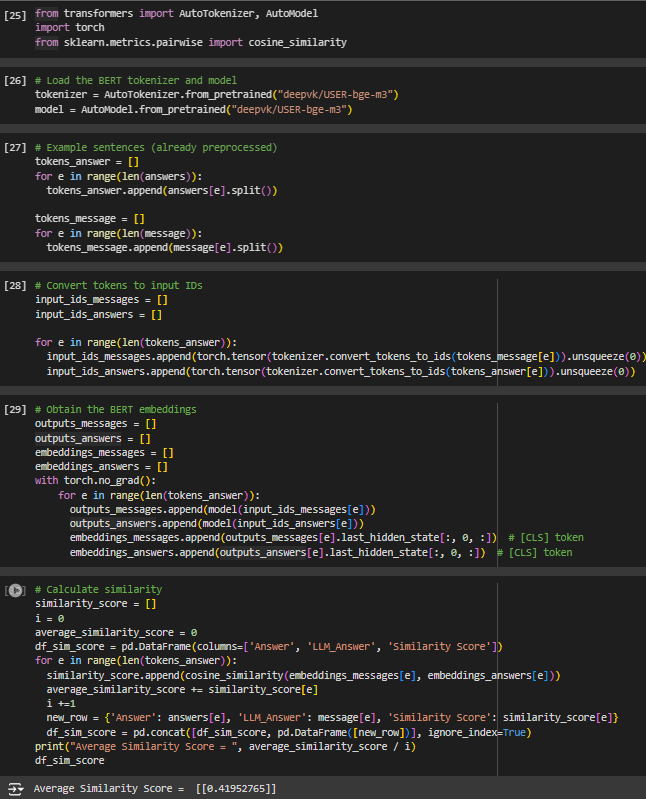 [25] from transformers import AutoTokenizer, AutoModel
import torch
from sklearn.metrics.pairwise import cosine_similarity
[26] # Load the BERT tokenizer and model
tokenizer = AutoTokenizer.from_pretrained("deepvk/USER-bge-m3")
model = AutoModel.from_pretrained("deepvk/USER-bge-m3")
[27] # Example sentences (already preprocessed)
tokens_answer = []
for e in range(len(answers)):
  tokens_answer.append(answers[e].split())

tokens_message = []
for e in range(len(message)):
  tokens_message.append(message[e].split())
[28] # Convert tokens to input IDs
input_ids_messages = []
input_ids_answers = []

for e in range(len(tokens_answer)):
  input_ids_messages.append(torch.tensor(tokenizer.convert_tokens_to_ids(tokens_message[e])).unsqueeze(0))
  input_ids_answers.append(torch.tensor(tokenizer.convert_tokens_to_ids(tokens_answer[e])).unsqueeze(0))
[29] # Obtain the BERT embeddings
outputs_messages = []
outputs_answers = []
embeddings_messages = []
embeddings_answers = []
with torch.no_grad():
    for e in range(len(tokens_answer)):
      outputs_messages.append(model(input_ids_messages[e]))
      outputs_answers.append(model(input_ids_answers[e]))
      embeddings_messages.append(outputs_messages[e].last_hidden_state[:, 0, :])  # [CLS] token
      embeddings_answers.append(outputs_answers[e].last_hidden_state[:, 0, :])  # [CLS] token
[ ] # Calculate similarity
similarity_score = []
i = 0
average_similarity_score = 0
df_sim_score = pd.DataFrame(columns=['Answer', 'LLM_Answer', 'Similarity Score'])
for e in range(len(tokens_answer)):
  similarity_score.append(cosine_similarity(embeddings_messages[e], embeddings_answers[e]))
  average_similarity_score += similarity_score[e]
  i +=1
  new_row = {'Answer': answers[e], 'LLM_Answer': message[e], 'Similarity Score': similarity_score[e]}
  df_sim_score = pd.concat([df_sim_score, pd.DataFrame([new_row])], ignore_index=True)
print("Average Similarity Score = ", average_similarity_score / i)
df_sim_score
Average Similarity Score =  [[0.41952765]]